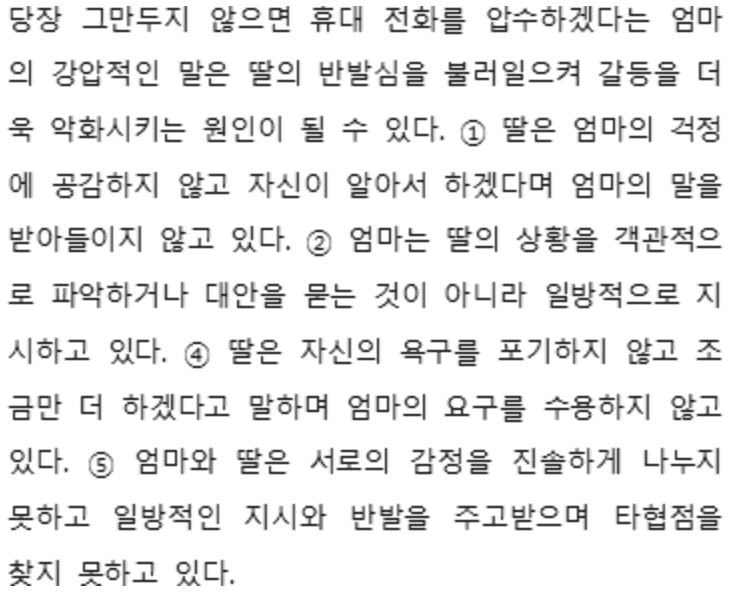 당장 그만두지 않으면 휴대 전화를 압수하겠다는 엄마
의 강압적인 말은 딸의 반발심을 불러일으켜 갈등을 더
욱 악화시키는 원인이 될 수 있다. ① 딸은 엄마의 걱정
에 공감하지 않고 자신이 알아서 하겠다며 엄마의 말을
받아들이지 않고 있다. ② 엄마는 딸의 상황을 객관적으
로 파악하거나 대안을 묻는 것이 아니라 일방적으로 지
시하고 있다. ④ 딸은 자신의 욕구를 포기하지 않고 조
금만 더 하겠다고 말하며 엄마의 요구를 수용하지 않고
있다. ⑤ 엄마와 딸은 서로의 감정을 진솔하게 나누지
못하고 일방적인 지시와 반발을 주고받으며 타협점을
찾지 못하고 있다.